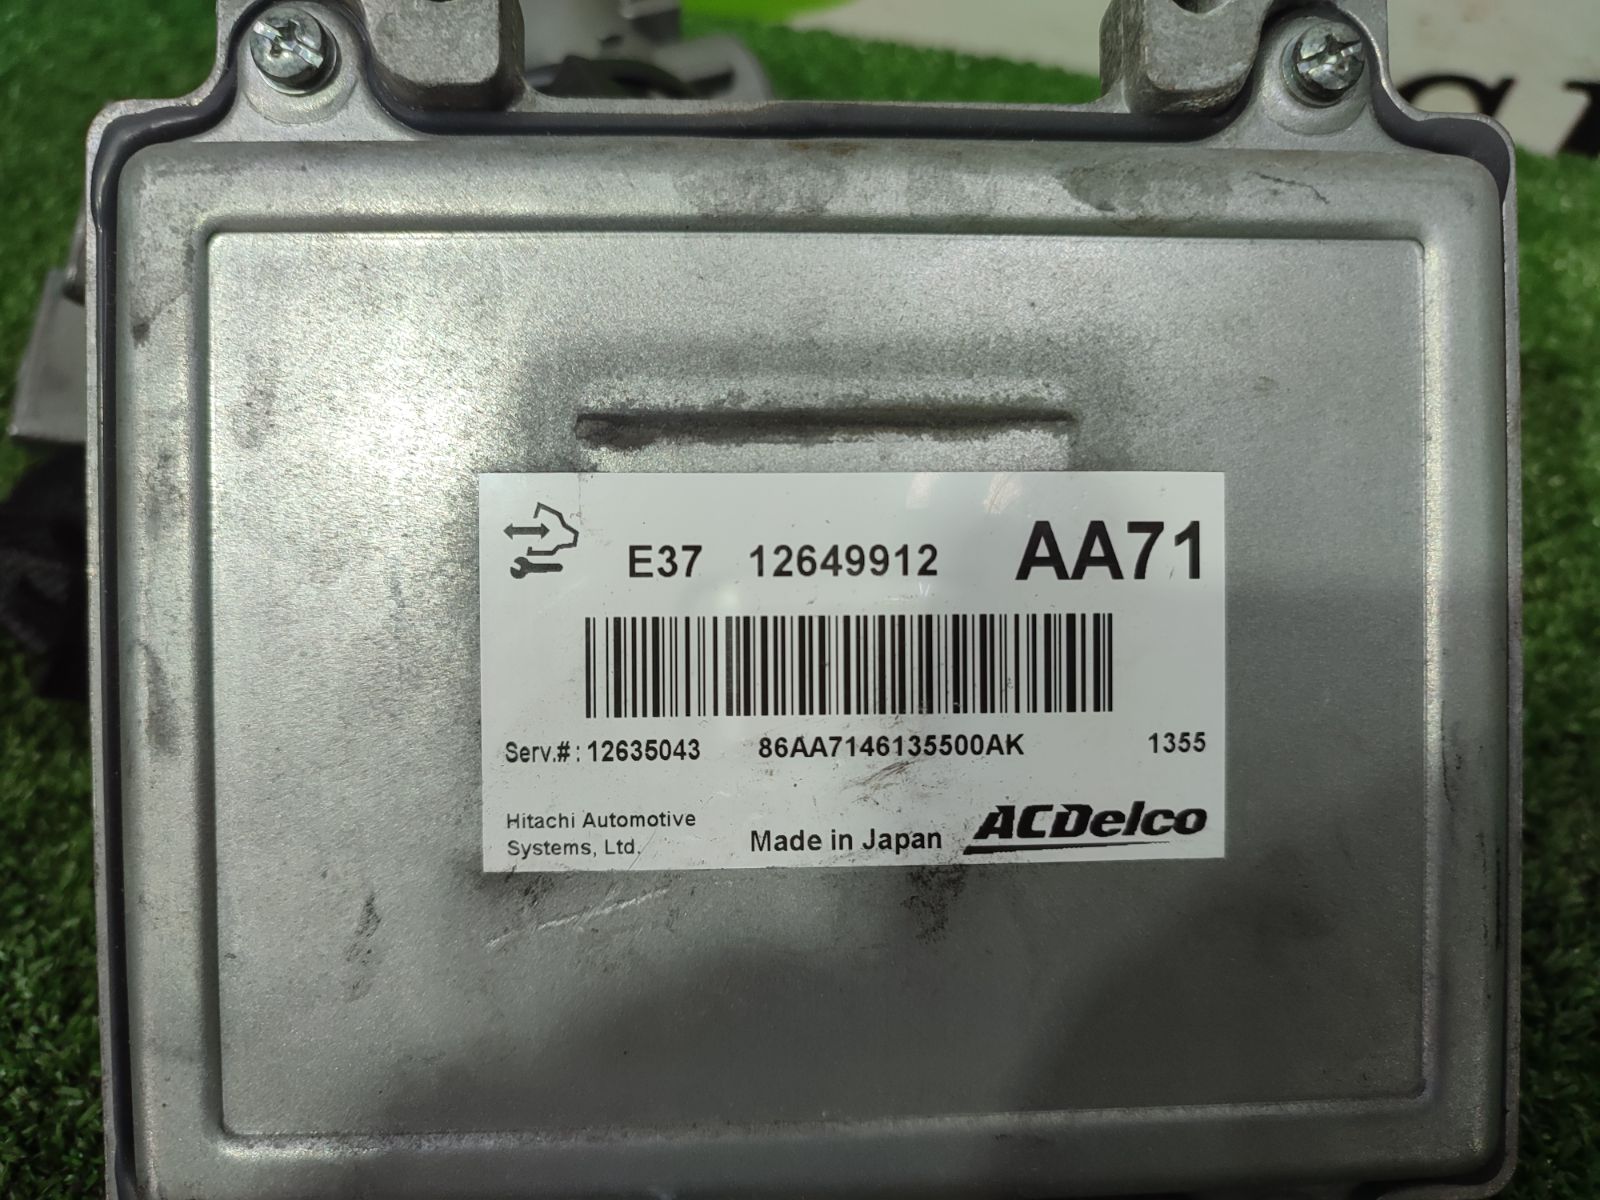 E37 12649912 AA71
Serv.#: 12635043 86AA7146135500AK 1355
Hitachi Automotive
Systems, Ltd.
Made in Japan ACDelco